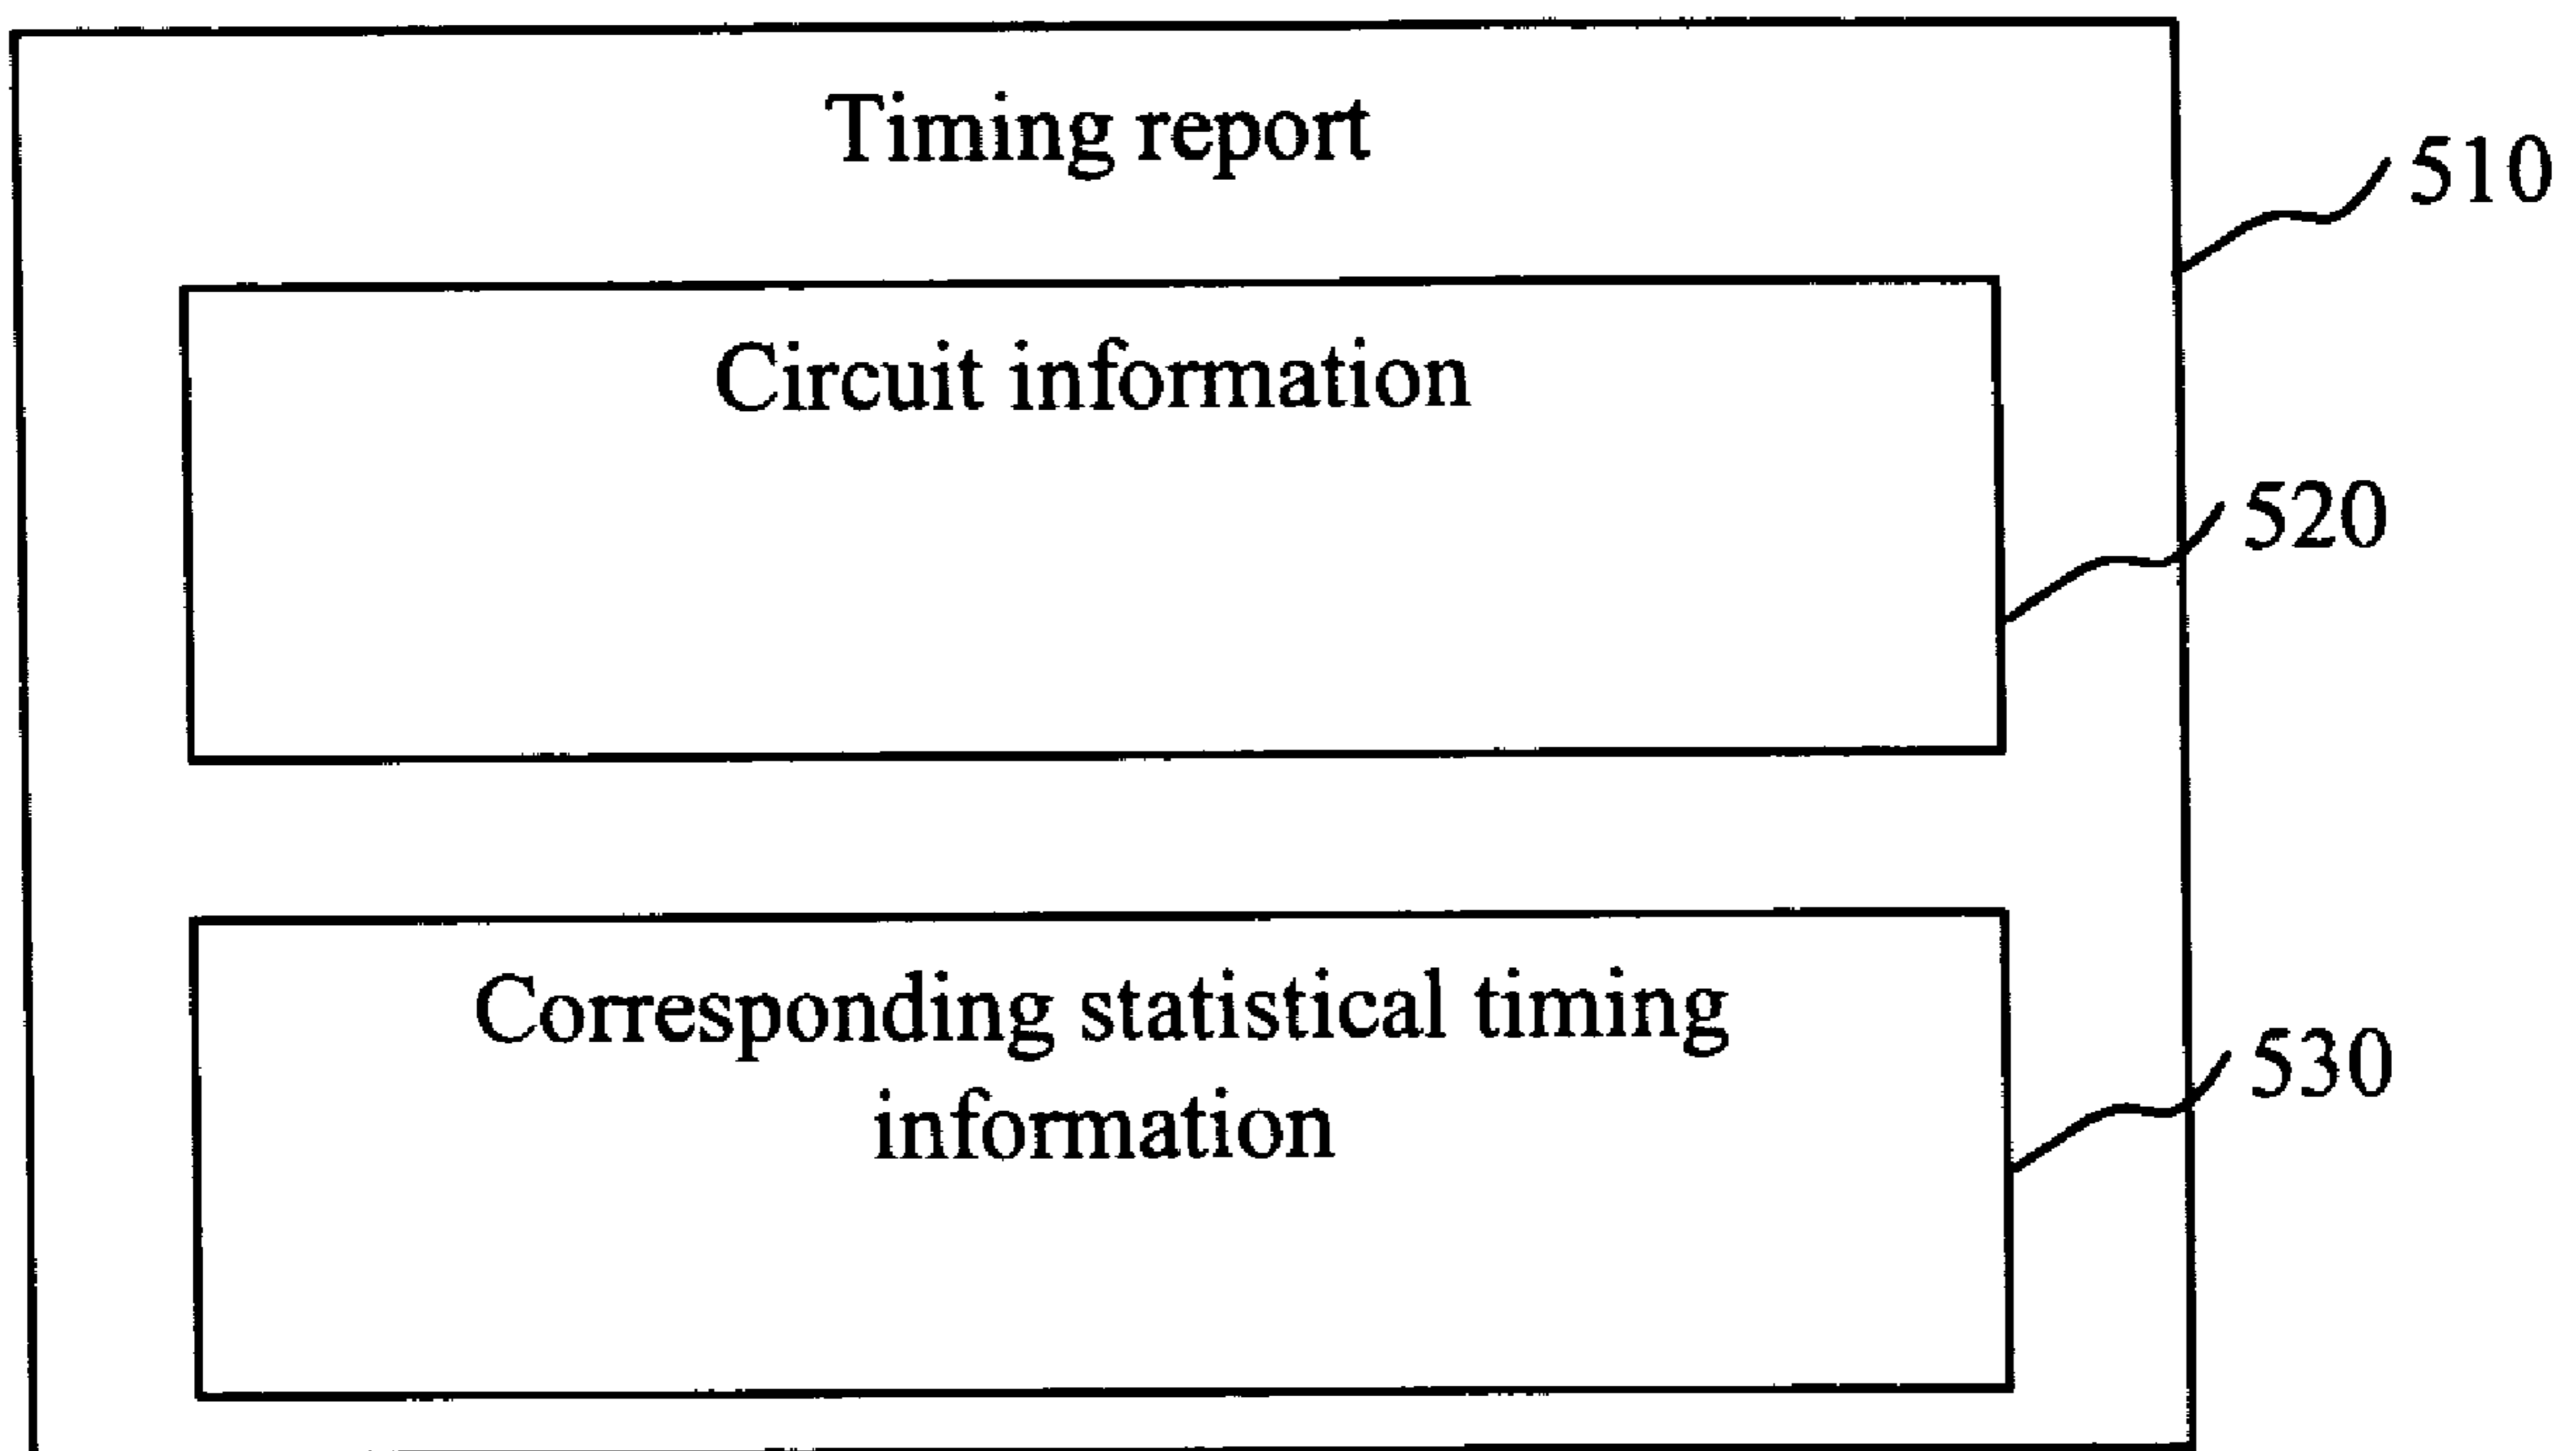 Timing report
510
Circuit information
520
Corresponding statistical timing
information
530